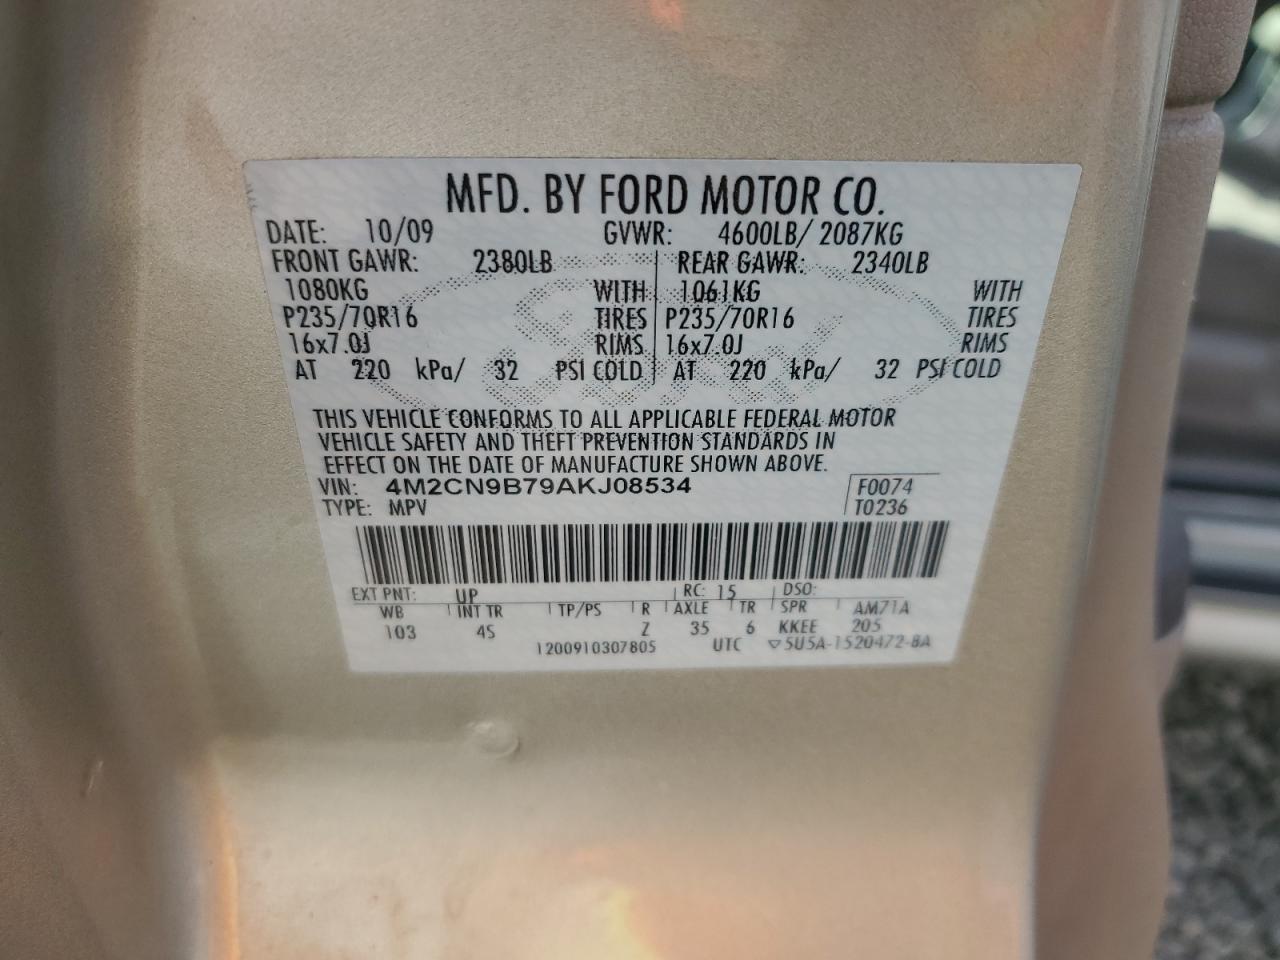 MFD. BY FORD MOTOR CO.
DATE: 10/09 GVWR: 4600LB/ 2087KG
FRONT GAWR: 2380LB REAR GAWR: 2340LB
1080KG WITH 1061KG WITH
P235/70R16 TIRES P235/70R16 TIRES
16x7.0J RIMS 16x7.0J RIMS
AT 220 kPa/ 32 PSI COLD AT 220 kPa/ 32 PSI COLD
THIS VEHICLE CONFORMS TO ALL APPLICABLE FEDERAL MOTOR
VEHICLE SAFETY AND THEFT PREVENTION STANDARDS IN
EFFECT ON THE DATE OF MANUFACTURE SHOWN ABOVE.
VIN: 4M2CN9B79AKJ08534 F0074
TYPE: MPV T0236
EXT PNT: UP RC: 15 DSO:
WB INT TR TP/PS R AXLE TR SPR AM71A
103 4S Z 35 6 KKEE 205
1200910307805 UTC ▽5U5A-1520472-BA